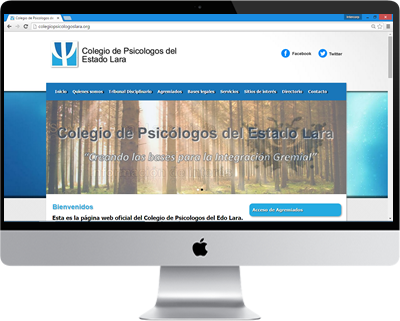 Colegio de Psicologos de
colegiopsicologoslara.org
Colegio de Psicologos del
Estado Lara
Facebook
Twitter
Inicio Quienes somos Tribunal Disciplinario Agremiados Bases legales Servicios Sitios de interés Directorio Contacto
Colegio de Psicólogos del Estado Lara
"Creando las bases para la Integración Gremial"
Bienvenidos
Esta es la página web oficial del Colegio de Psicologos del Edo Lara.
Acceso de Agremiados